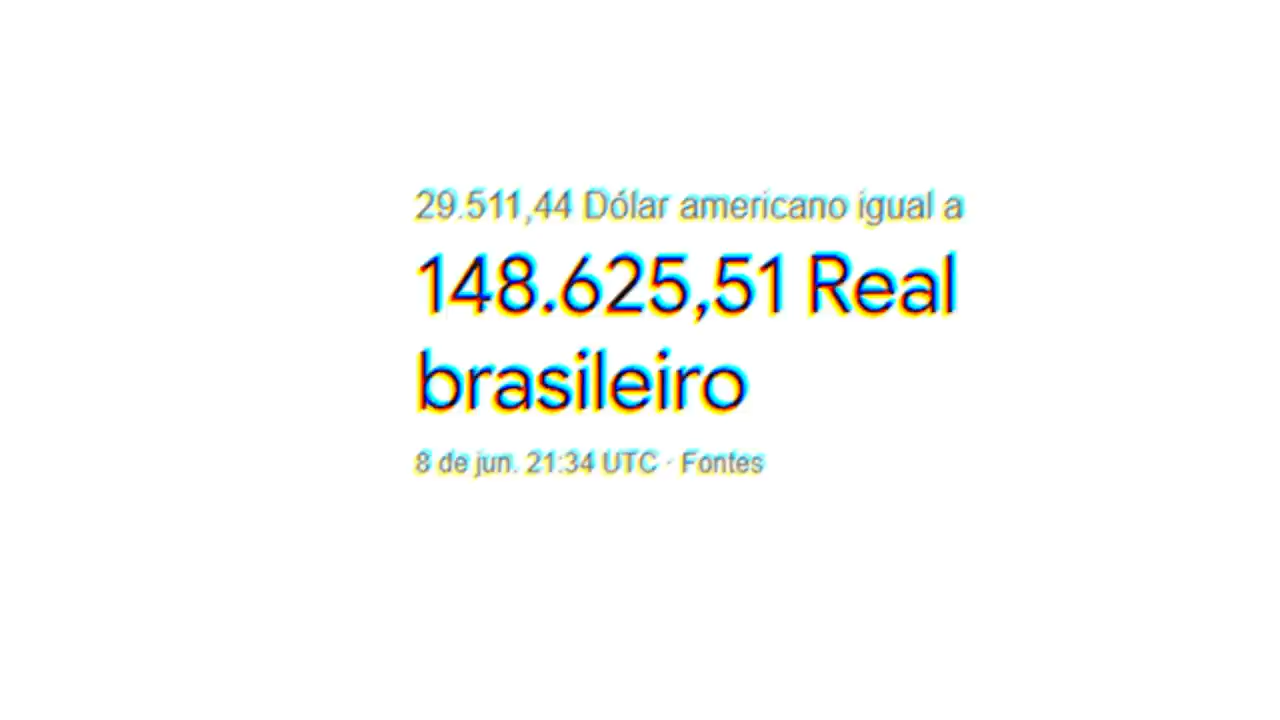 29.511,44 Dólar americano igual a
148.625,51 Real
brasileiro
8 de jun. 21:34 UTC · Fontes